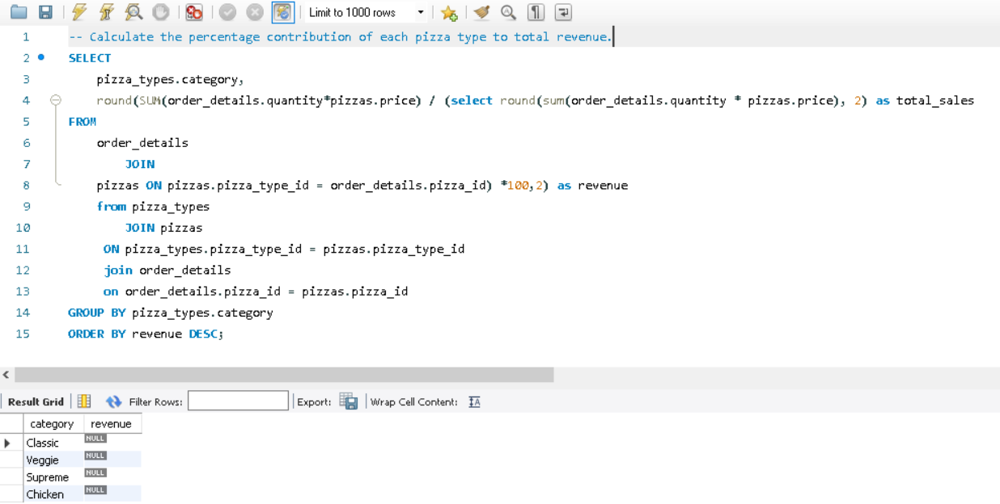 Limit to 1000 rows
1 -- Calculate the percentage contribution of each pizza type to total revenue.
2 SELECT
3 pizza_types.category,
4 round(SUM(order_details.quantity*pizzas.price) / (select round(sum(order_details.quantity * pizzas.price), 2) as total_sales
5 FROM
6 order_details
7 JOIN
8 pizzas ON pizzas.pizza_type_id = order_details.pizza_id) *100,2) as revenue
9 from pizza_types
10 JOIN pizzas
11 ON pizza_types.pizza_type_id = pizzas.pizza_type_id
12 join order_details
13 on order_details.pizza_id = pizzas.pizza_id
14 GROUP BY pizza_types.category
15 ORDER BY revenue DESC;
Result Grid Filter Rows: Export: Wrap Cell Content: IA
category revenue
Classic NULL
Veggie NULL
Supreme NULL
Chicken NULL